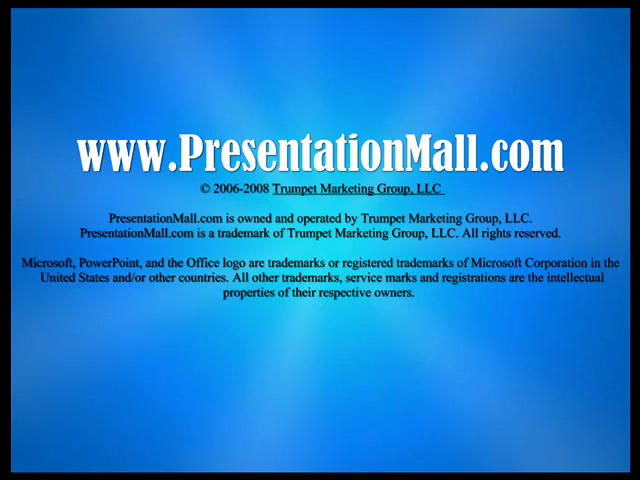 www.PresentationMall.com
© 2006-2008 Trumpet Marketing Group, LLC
PresentationMall.com is owned and operated by Trumpet Marketing Group, LLC.
PresentationMall.com is a trademark of Trumpet Marketing Group, LLC. All rights reserved.
Microsoft, PowerPoint, and the Office logo are trademarks or registered trademarks of Microsoft Corporation in the
United States and/or other countries. All other trademarks, service marks and registrations are the intellectual
properties of their respective owners.